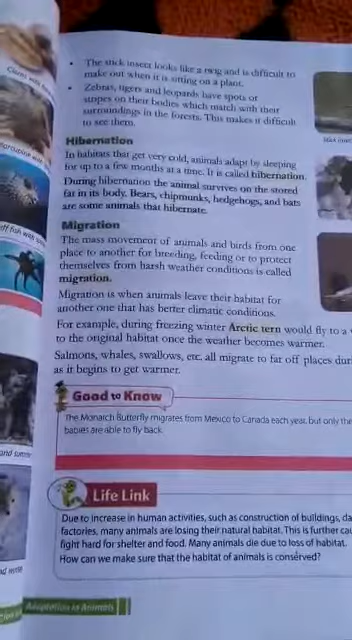 • The stick insect looks like a twig and is difficult to
make out when it is sitting on a plant.
• Zebras, tigers and leopards have spots or
stripes on their bodies which match with their
surroundings in the forests. This makes it difficult
to see them.
Hibernation
In habitats that get very cold, animals adapt by sleeping
for up to a few months at a time. It is called hibernation.
During hibernation the animal survives on the stored
fat in its body. Bears, chipmunks, hedgehogs, and bats
are some animals that hibernate.
Migration
The mass movement of animals and birds from one
place to another for breeding, feeding or to protect
themselves from harsh weather conditions is called
migration.
Migration is when animals leave their habitat for
another one that has better climatic conditions.
For example, during freezing winter Arctic tern would fly to a
to the original habitat once the weather becomes warmer.
Salmons, whales, swallows, etc. all migrate to far off places
as it begins to get warmer.
Good to Know
The Monarch Butterfly migrates from Mexico to Canada each year, but only the
babies are able to fly back.
Life Link
Due to increase in human activities, such as construction of buildings,
factories, many animals are losing their natural habitat. This is further
fight hard for shelter and food. Many animals die due to loss of habitat.
How can we make sure that the habitat of animals is conserved?
Adaptation in Animals